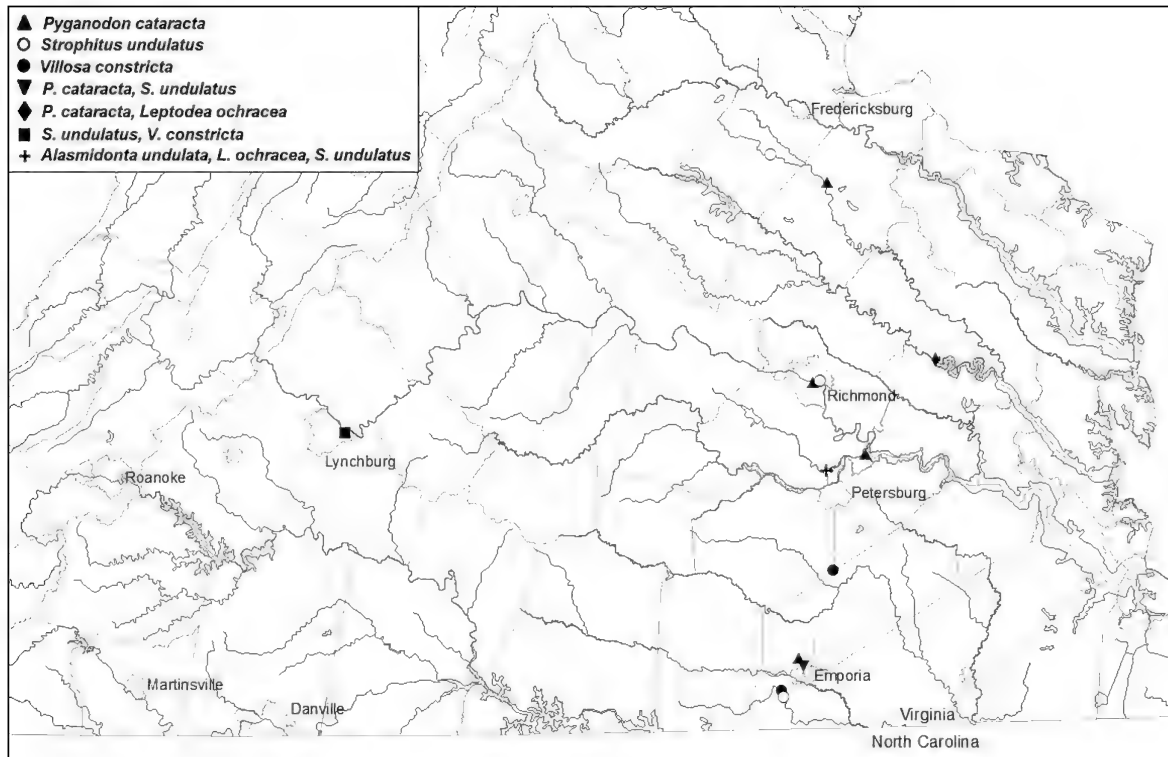 Pyganodon cataracta
Strophitus undulatus
Villosa constricta
P. cataracta, S. undulatus
P. cataracta, Leptodea ochracea
S. undulatus, V. constricta
Alasmidonta undulata, L. ochracea, S. undulatus
Fredericksburg
Richmond
Lynchburg
Roanoke
Petersburg
Emporia
Martinsville
Danville
Virginia
North Carolina